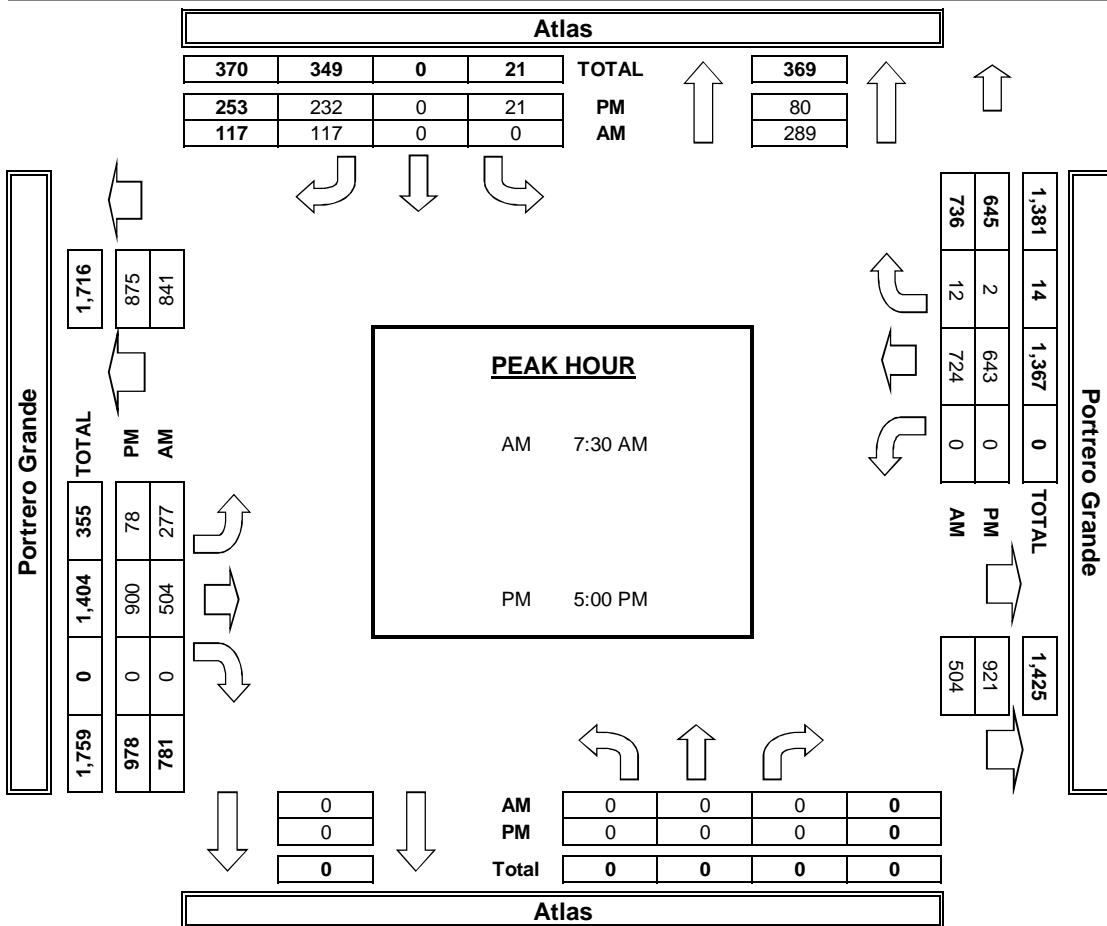 Atlas
370 349 0 21 TOTAL 369
253 232 0 21 PM 80
117 117 0 0 AM 289
Portrero Grande
1,716
875
841
TOTAL
PM
AM
355 1,404 0 1,759
78 900 0 978
277 504 0 781
PEAK HOUR
AM 7:30 AM
PM 5:00 PM
1,381 14 1,367 0 TOTAL
645 2 643 0 PM
736 12 724 0 AM
1,425
921
504
Portrero Grande
0 AM 0 0 0 0
0 PM 0 0 0 0
0 Total 0 0 0 0
Atlas